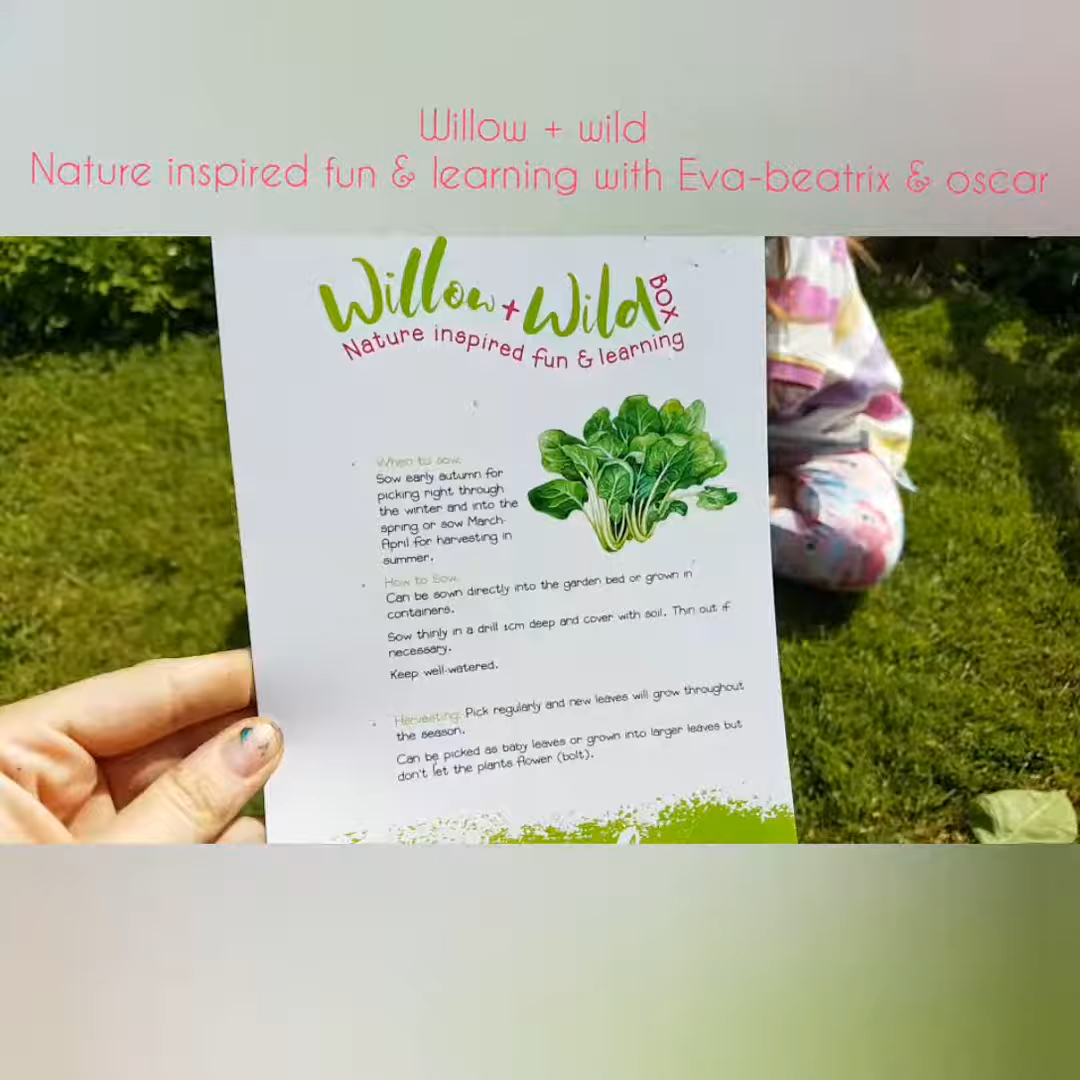 Willow + wild
Nature inspired fun & learning with Eva-beatrix & oscar
Willow + Wild BOX
Nature inspired fun & learning
When to sow:
Sow early autumn for
picking right through
the winter and into the
spring or sow March-
April for harvesting in
summer.
How to Sow:
Can be sown directly into the garden bed or grown in
containers.
Sow thinly in a drill 1cm deep and cover with soil. Thin out if
necessary.
Keep well-watered.
Harvesting: Pick regularly and new leaves will grow throughout
the season.
Can be picked as baby leaves or grown into larger leaves but
don't let the plants flower (bolt).